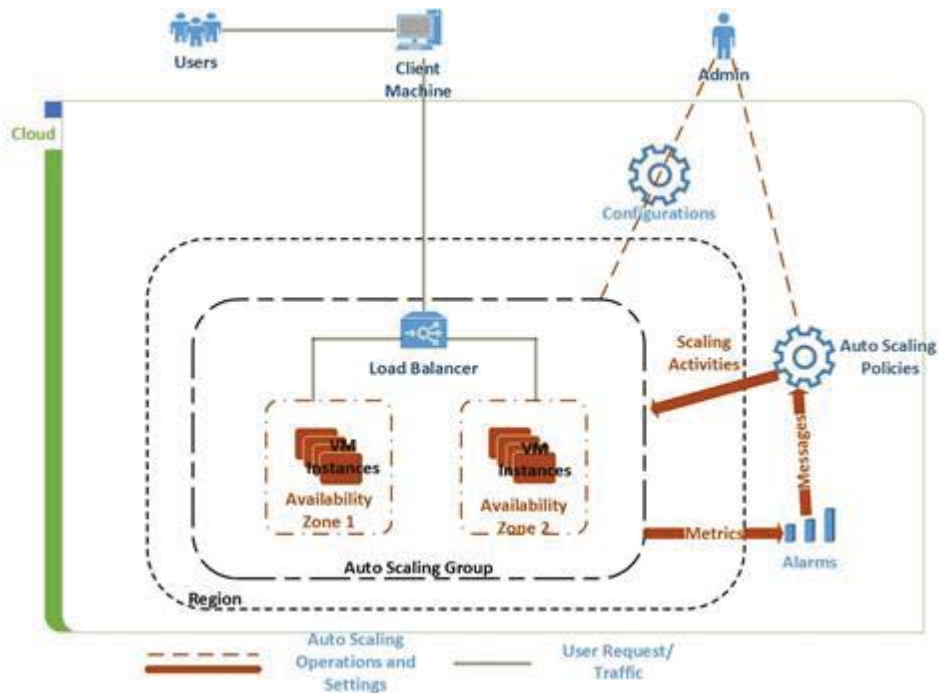 Users
Client
Machine
Admin
Cloud
Configurations
Load Balancer
Scaling
Activities
Auto Scaling
Policies
VM
Instances
Availability
Zone 1
VM
Instances
Availability
Zone 2
Messages
Metrics
Alarms
Auto Scaling Group
Region
Auto Scaling
Operations and
Settings
User Request/
Traffic